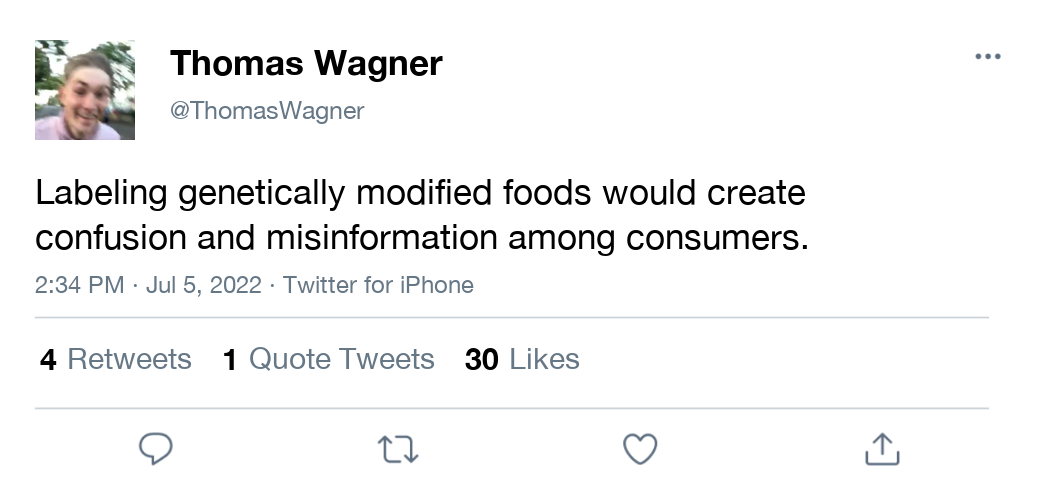 Thomas Wagner
@ThomasWagner
Labeling genetically modified foods would create
confusion and misinformation among consumers.
2:34 PM · Jul 5, 2022 · Twitter for iPhone
4 Retweets 1 Quote Tweets 30 Likes